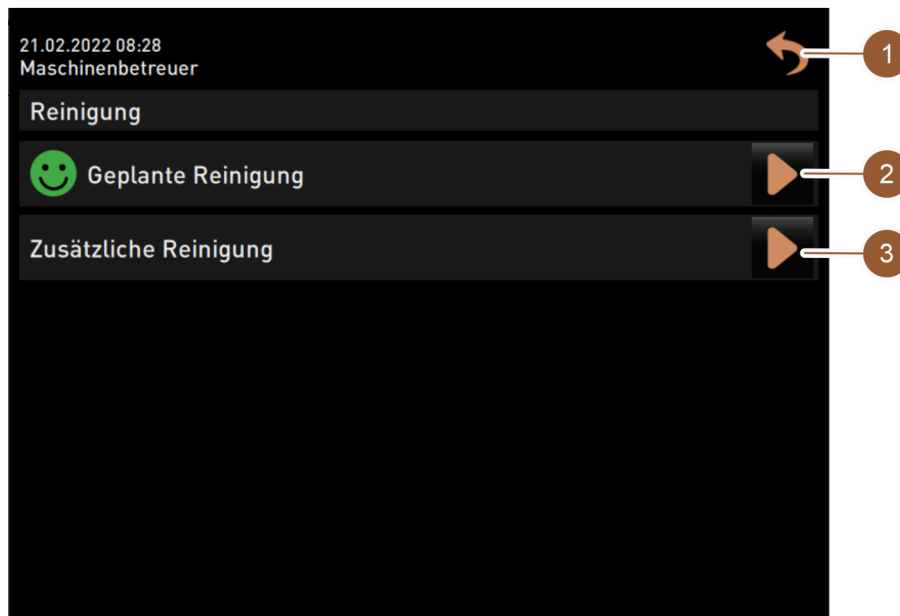 21.02.2022 08:28
Maschinenbetreuer
1
Reinigung
Geplante Reinigung
2
Zusätzliche Reinigung
3